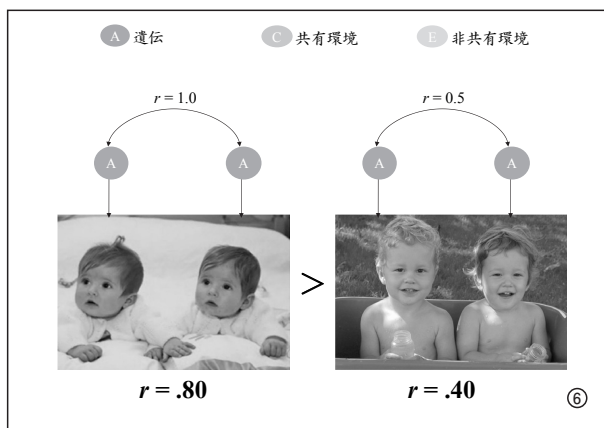 A 遺伝 C 共有環境 E 非共有環境
r = 1.0 r = 0.5
A A A A
>
r = .80 r = .40
⑥